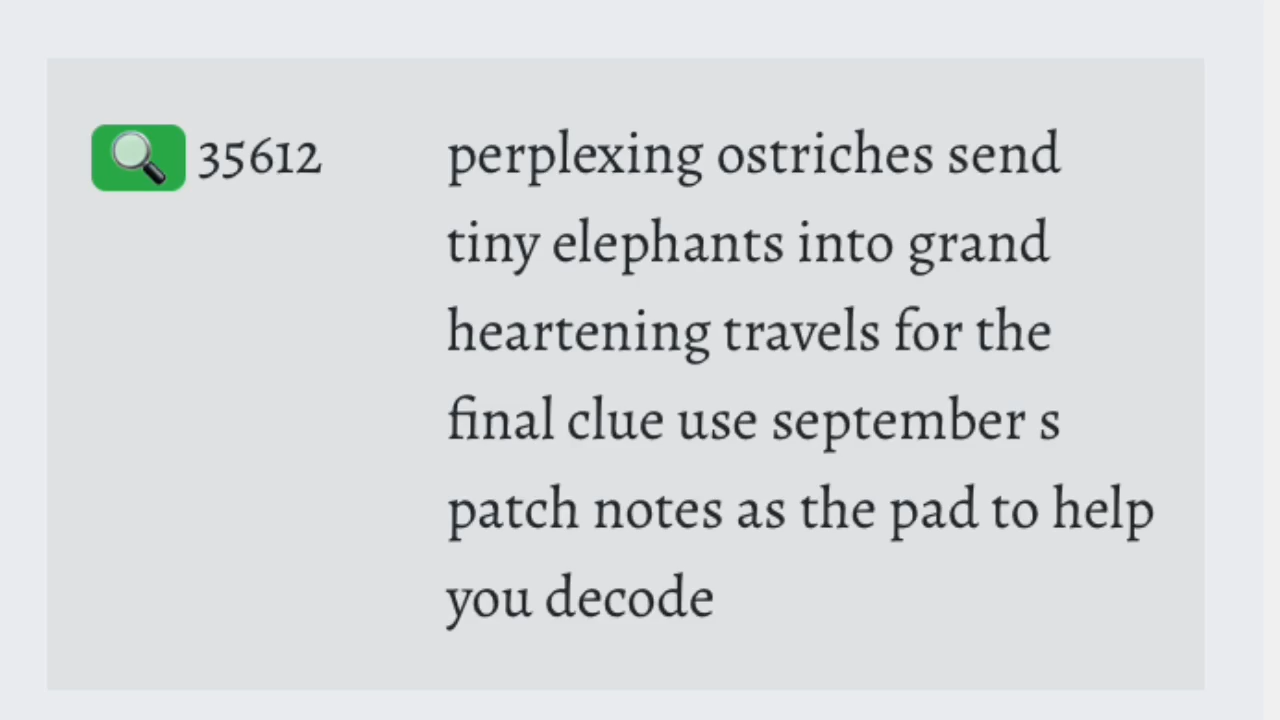 35612 perplexing ostriches send
tiny elephants into grand
heartening travels for the
final clue use september s
patch notes as the pad to help
you decode